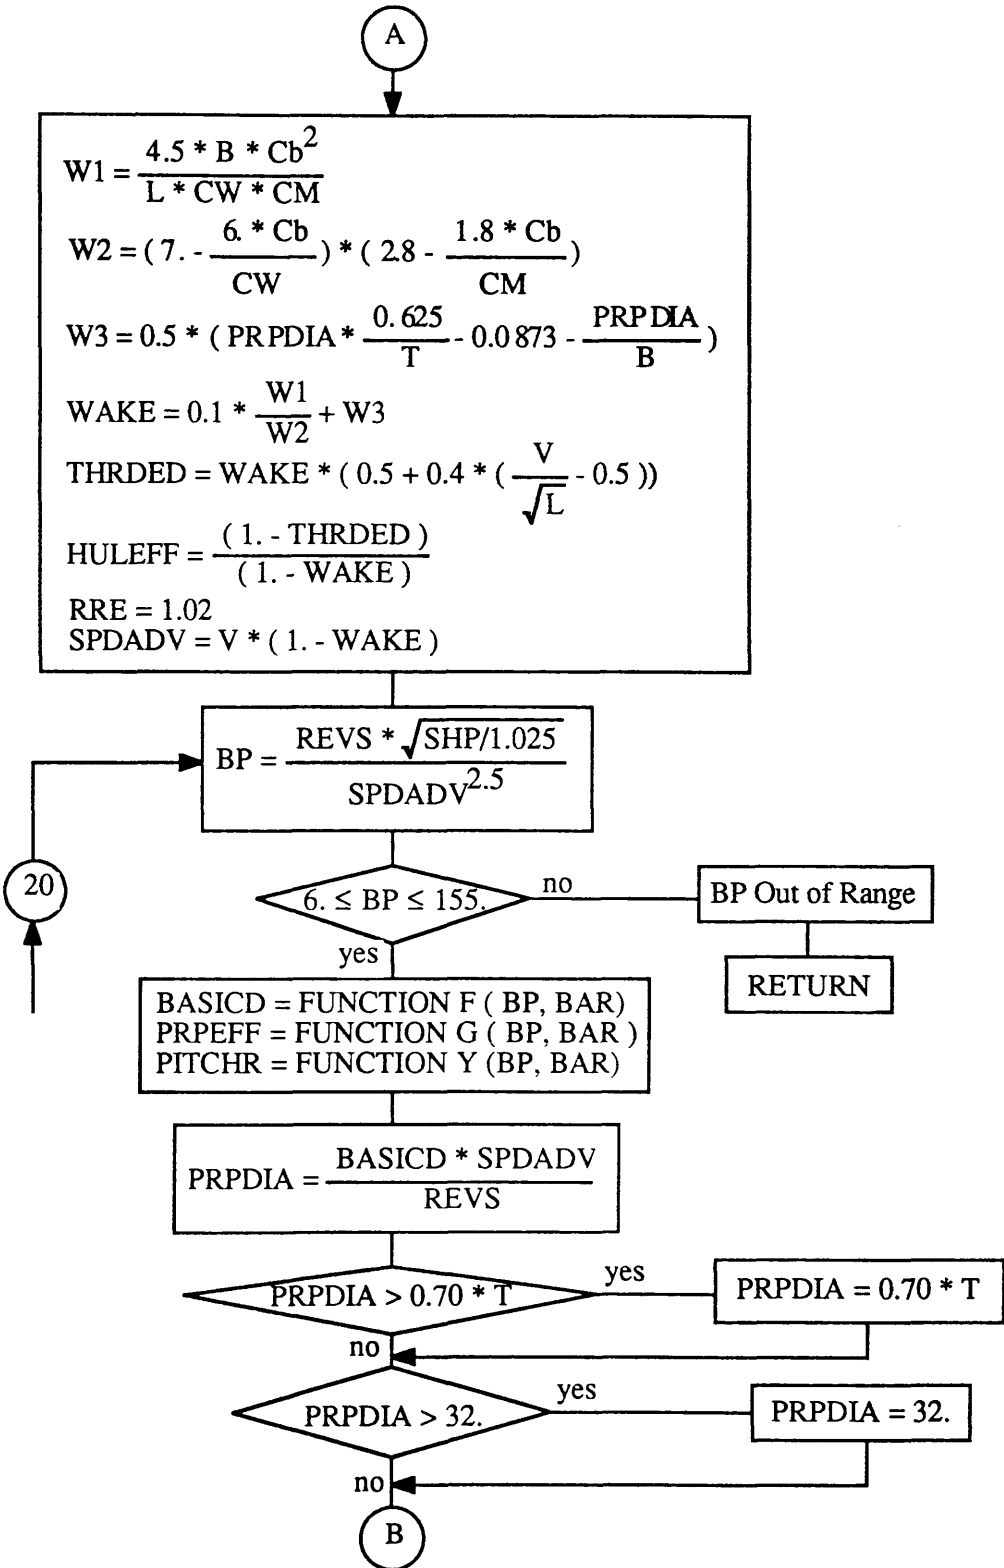 A
W1 = 4.5 * B * Cb^2 / L * CW * CM
W2 = ( 7. - 6. * Cb / CW ) * ( 2.8 - 1.8 * Cb / CM )
W3 = 0.5 * ( PRPDIA * 0.625 / T - 0.0873 - PRPDIA / B )
WAKE = 0.1 * W1 / W2 + W3
THRDED = WAKE * ( 0.5 + 0.4 * ( V / √L - 0.5 ))
HULEFF = ( 1. - THRDED ) / ( 1. - WAKE )
RRE = 1.02
SPDADV = V * ( 1. - WAKE )
BP = REVS * √SHP/1.025 / SPDADV^2.5
20
6. ≤ BP ≤ 155.
no
BP Out of Range
yes
RETURN
BASICD = FUNCTION F ( BP, BAR)
PRPEFF = FUNCTION G ( BP, BAR )
PITCHR = FUNCTION Y (BP, BAR)
PRPDIA = BASICD * SPDADV / REVS
PRPDIA > 0.70 * T
yes
PRPDIA = 0.70 * T
no
PRPDIA > 32.
yes
PRPDIA = 32.
no
B